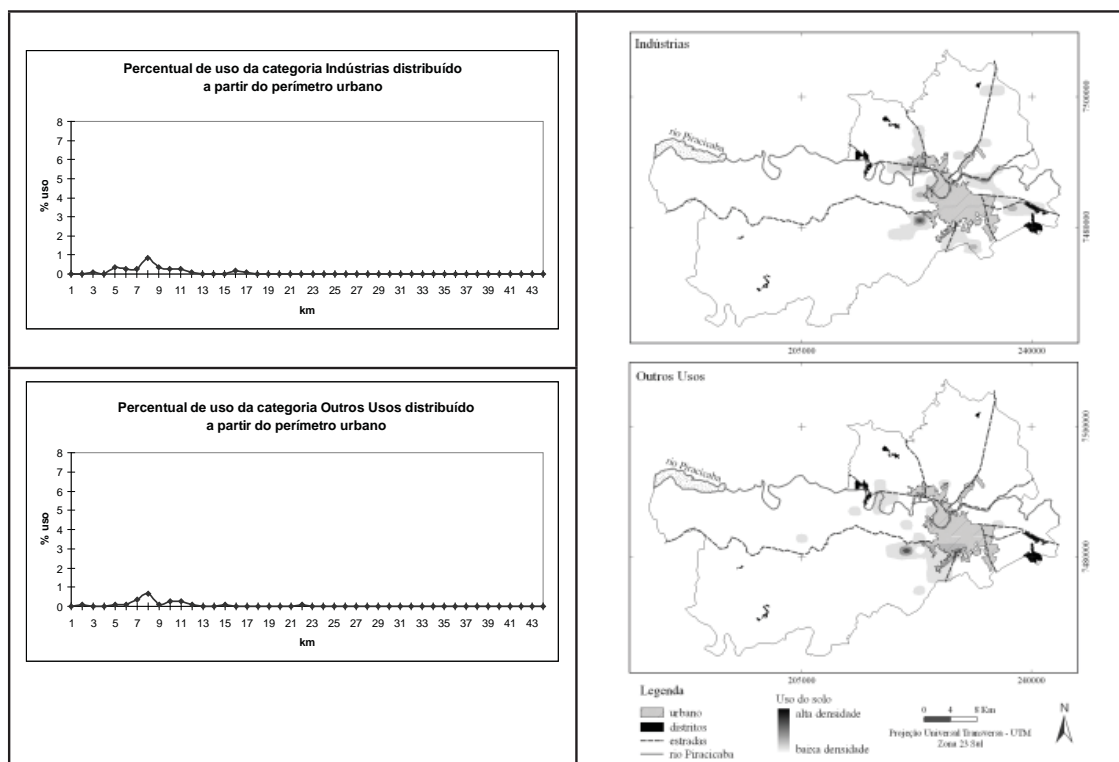 Percentual de uso da categoria Indústrias distribuído
a partir do perímetro urbano
8
7
6
5
4
3
2
1
0
% uso
1 3 5 7 9 11 13 15 17 19 21 23 25 27 29 31 33 35 37 39 41 43
km
Indústrias
rio Piracicaba
7500000
7480000
205000 240000
Percentual de uso da categoria Outros Usos distribuído
a partir do perímetro urbano
8
7
6
5
4
3
2
1
0
% uso
1 3 5 7 9 11 13 15 17 19 21 23 25 27 29 31 33 35 37 39 41 43
km
Outros Usos
rio Piracicaba
7500000
7480000
205000 240000
Legenda
urbano
distritos
estradas
rio Piracicaba
Uso do solo
alta densidade
baixa densidade
0 4 8 Km
Projeção Universal Transversa - UTM
Zona 23 Sul
N